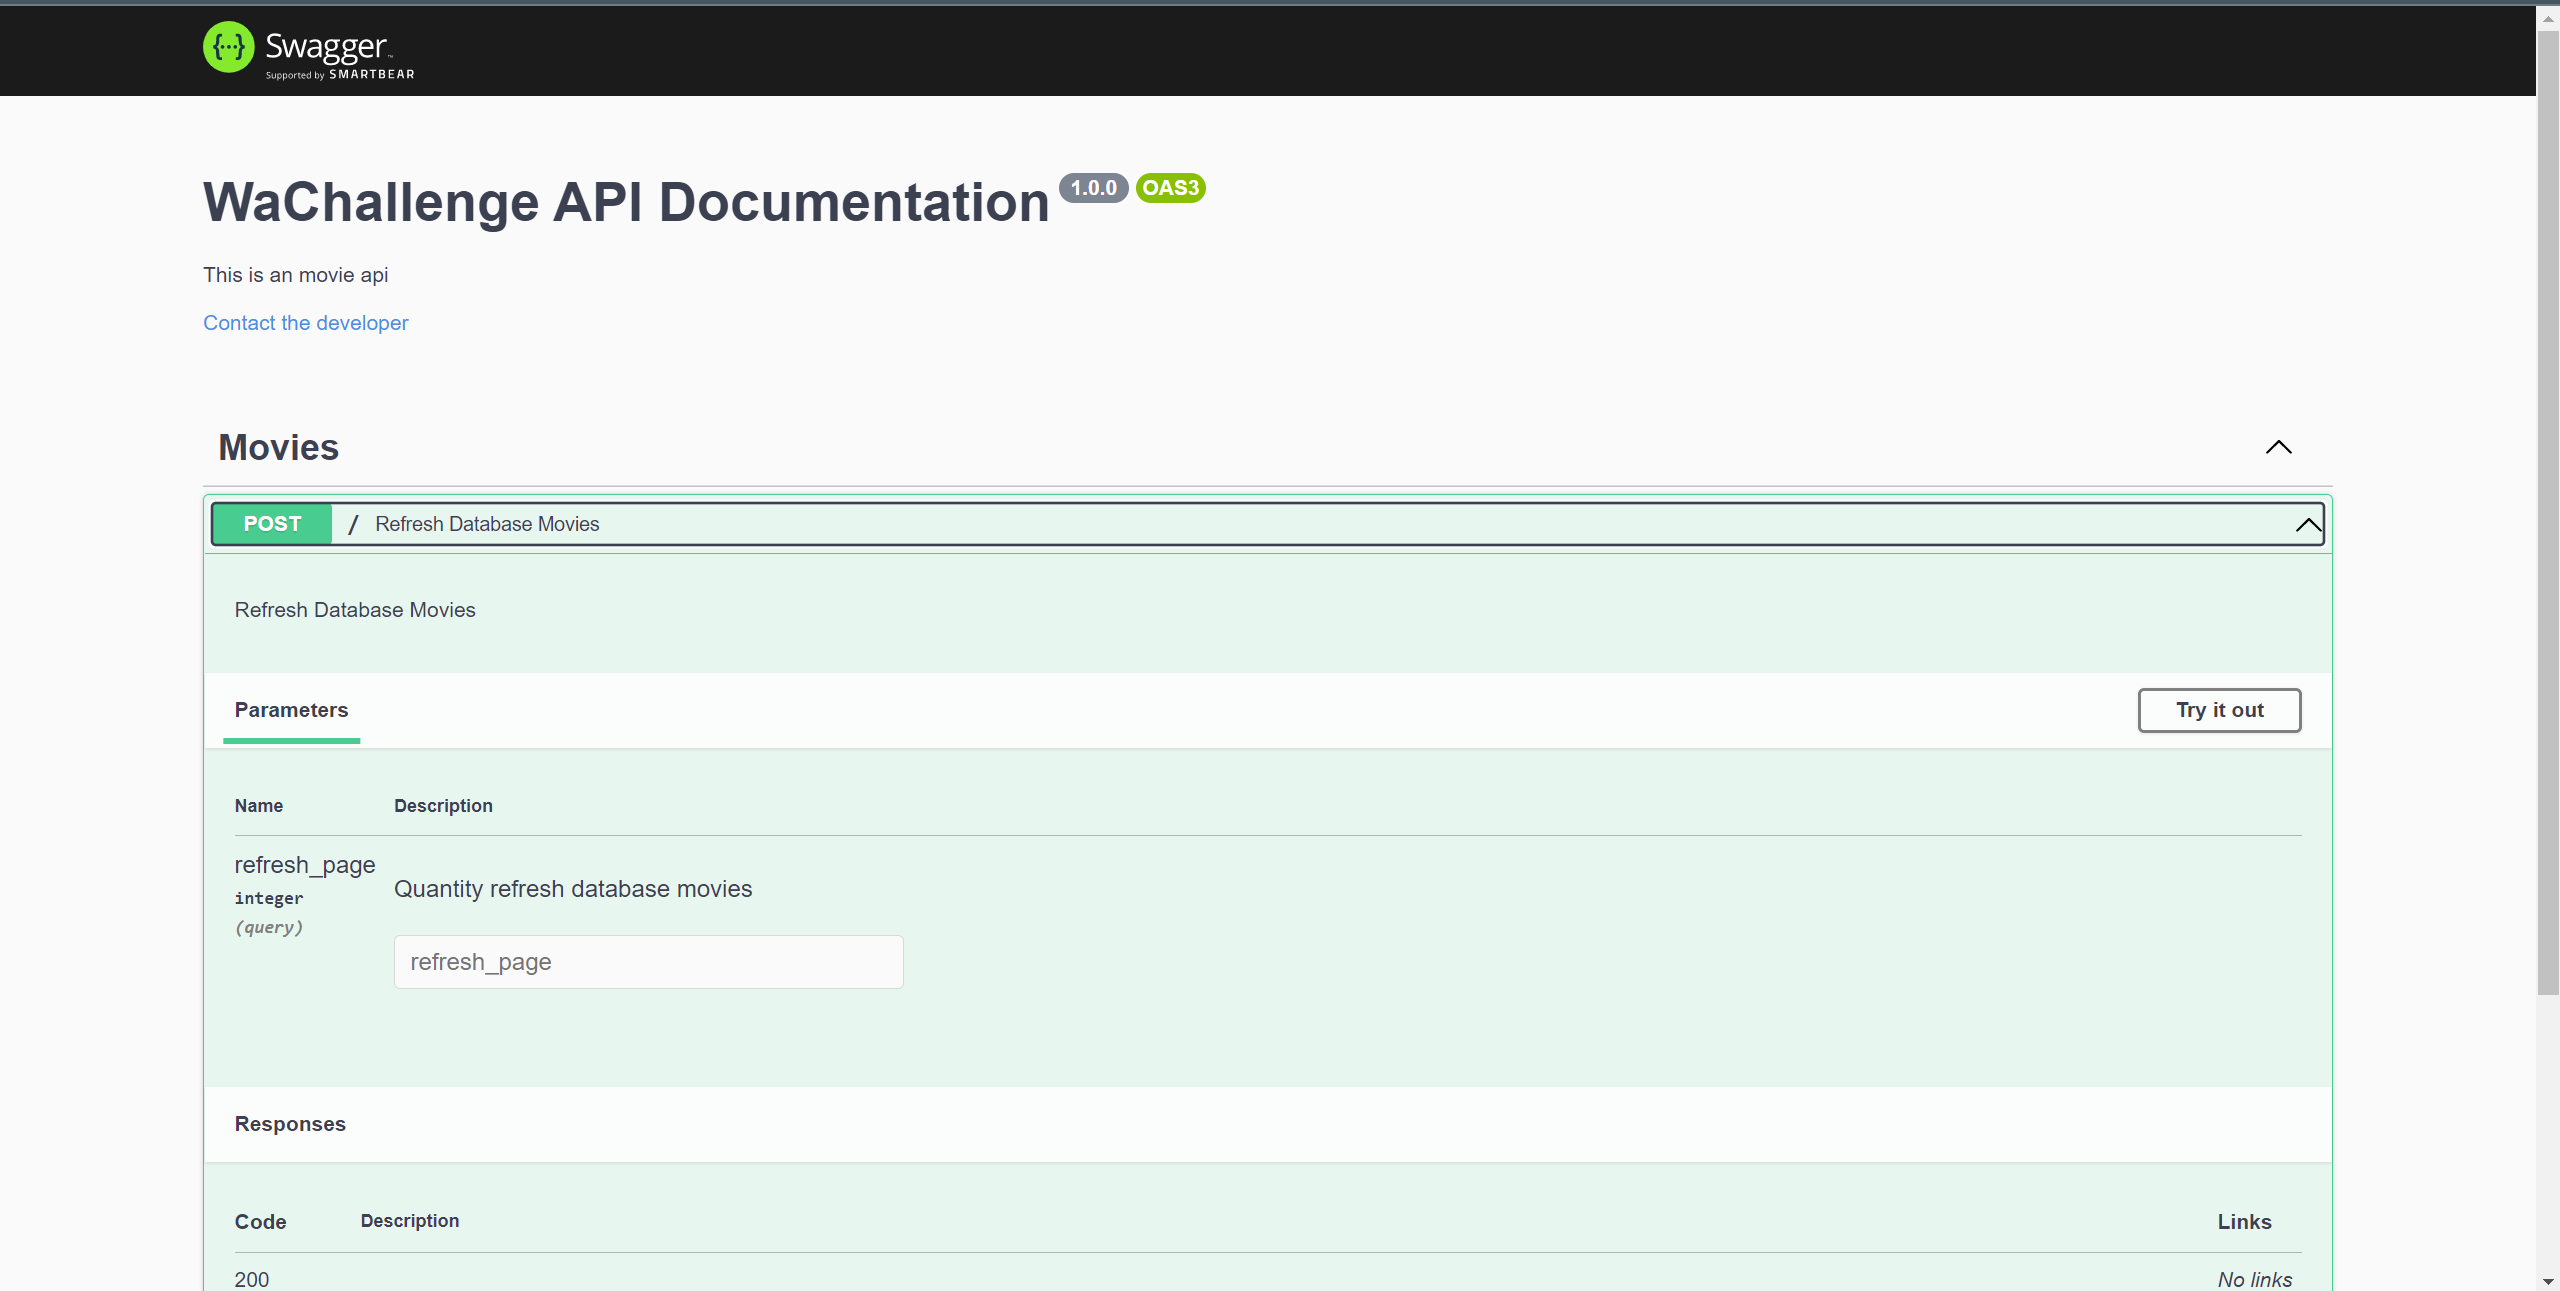 Swagger
Supported by SMARTBEAR
WaChallenge API Documentation 1.0.0 OAS3
This is an movie api
Contact the developer
Movies
POST / Refresh Database Movies
Refresh Database Movies
Parameters
Try it out
Name Description
refresh_page
integer
(query)
Quantity refresh database movies
refresh_page
Responses
Code Description Links
200 No links